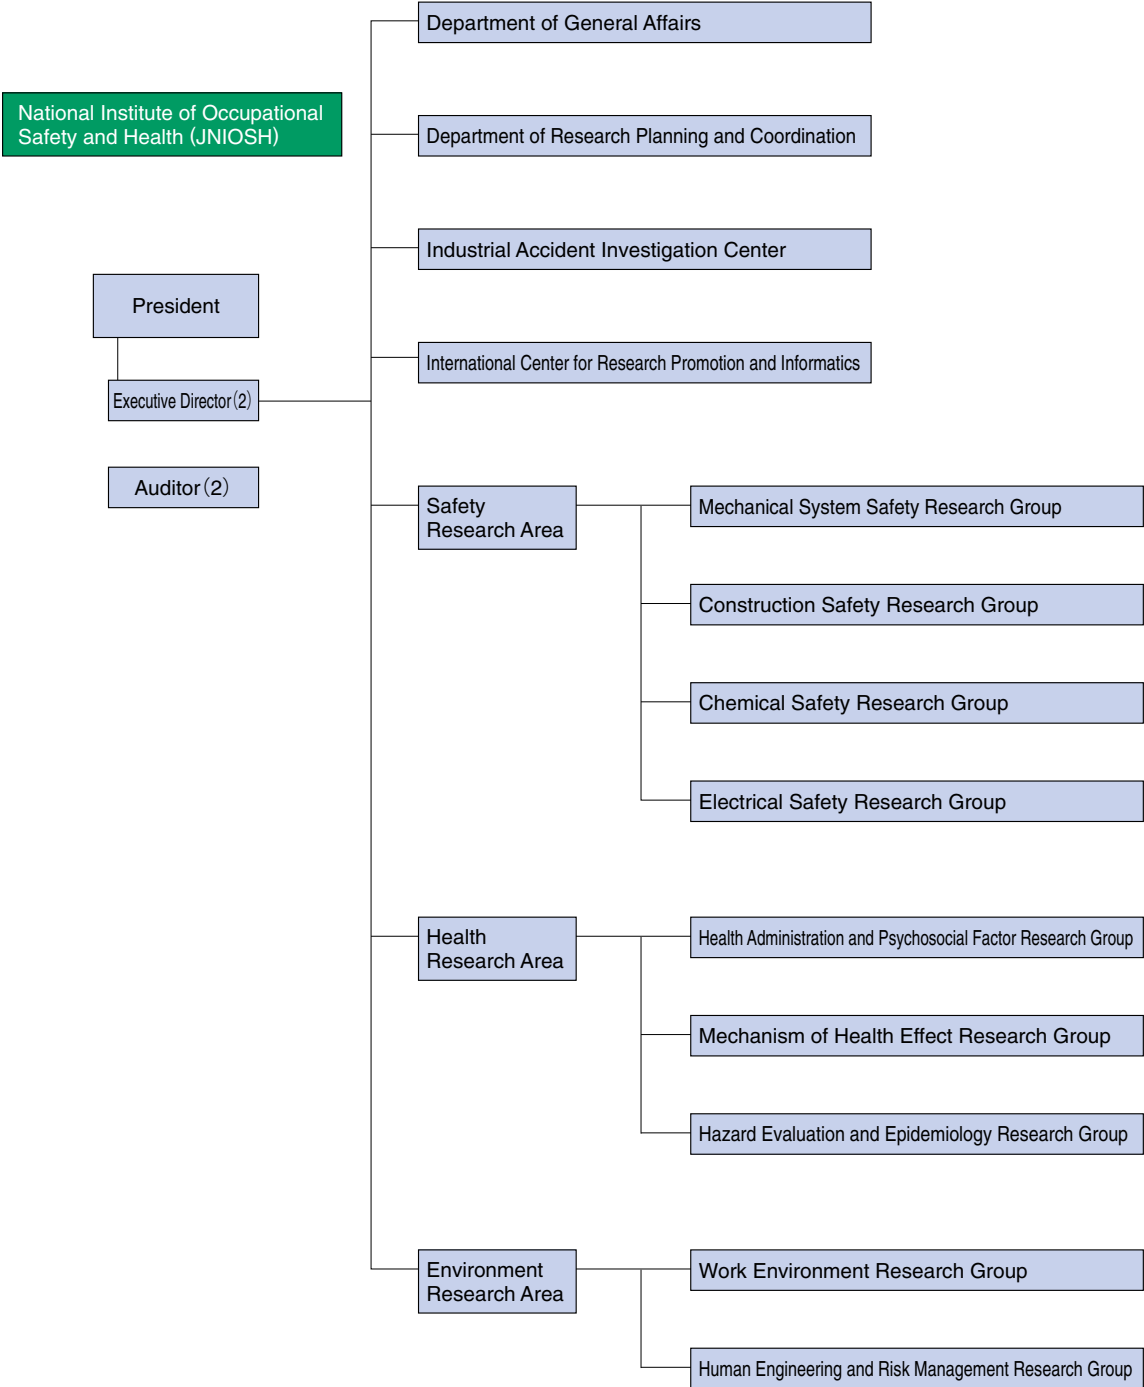 National Institute of Occupational
Safety and Health (JNIOSH)
President
Executive Director(2)
Auditor(2)
Department of General Affairs
Department of Research Planning and Coordination
Industrial Accident Investigation Center
International Center for Research Promotion and Informatics
Safety
Research Area
Mechanical System Safety Research Group
Construction Safety Research Group
Chemical Safety Research Group
Electrical Safety Research Group
Health
Research Area
Health Administration and Psychosocial Factor Research Group
Mechanism of Health Effect Research Group
Hazard Evaluation and Epidemiology Research Group
Environment
Research Area
Work Environment Research Group
Human Engineering and Risk Management Research Group